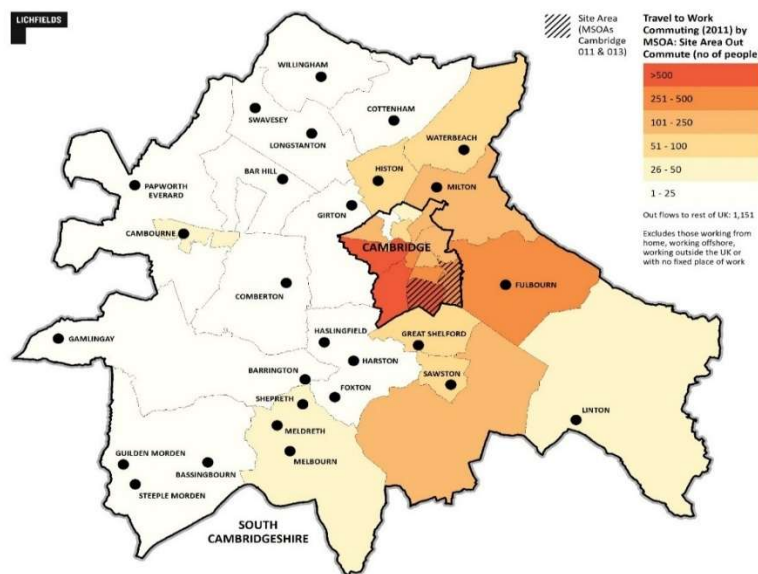 LICHFIELDS
Site Area
(MSOAs
Cambridge
011 & 013)
Travel to Work
Commuting (2011) by
MSOA: Site Area Out
Commute (no of people
>500
251 - 500
101 - 250
51 - 100
26 - 50
1 - 25
Out flows to rest of UK: 1,151
Excludes those working from
home, working offshore,
working outside the UK or
with no fixed place of work
WILLINGHAM
COTTENHAM
SWAVESEY
LONGSTANTON
WATERBEACH
BAR HILL
HISTON
PAPWORTH
EVERARD
MILTON
GIRTON
CAMBOURNE
CAMBRIDGE
COMBERTON
FULBOURN
GAMLINGAY
HASLINGFIELD
GREAT SHELFORD
HARSTON
BARRINGTON
SAWSTON
FOXTON
SHEPRETH
LINTON
MELDRETH
GUILDEN MORDEN
MELBOURN
BASSINGBOURN
STEEPLE MORDEN
SOUTH
CAMBRIDGESHIRE